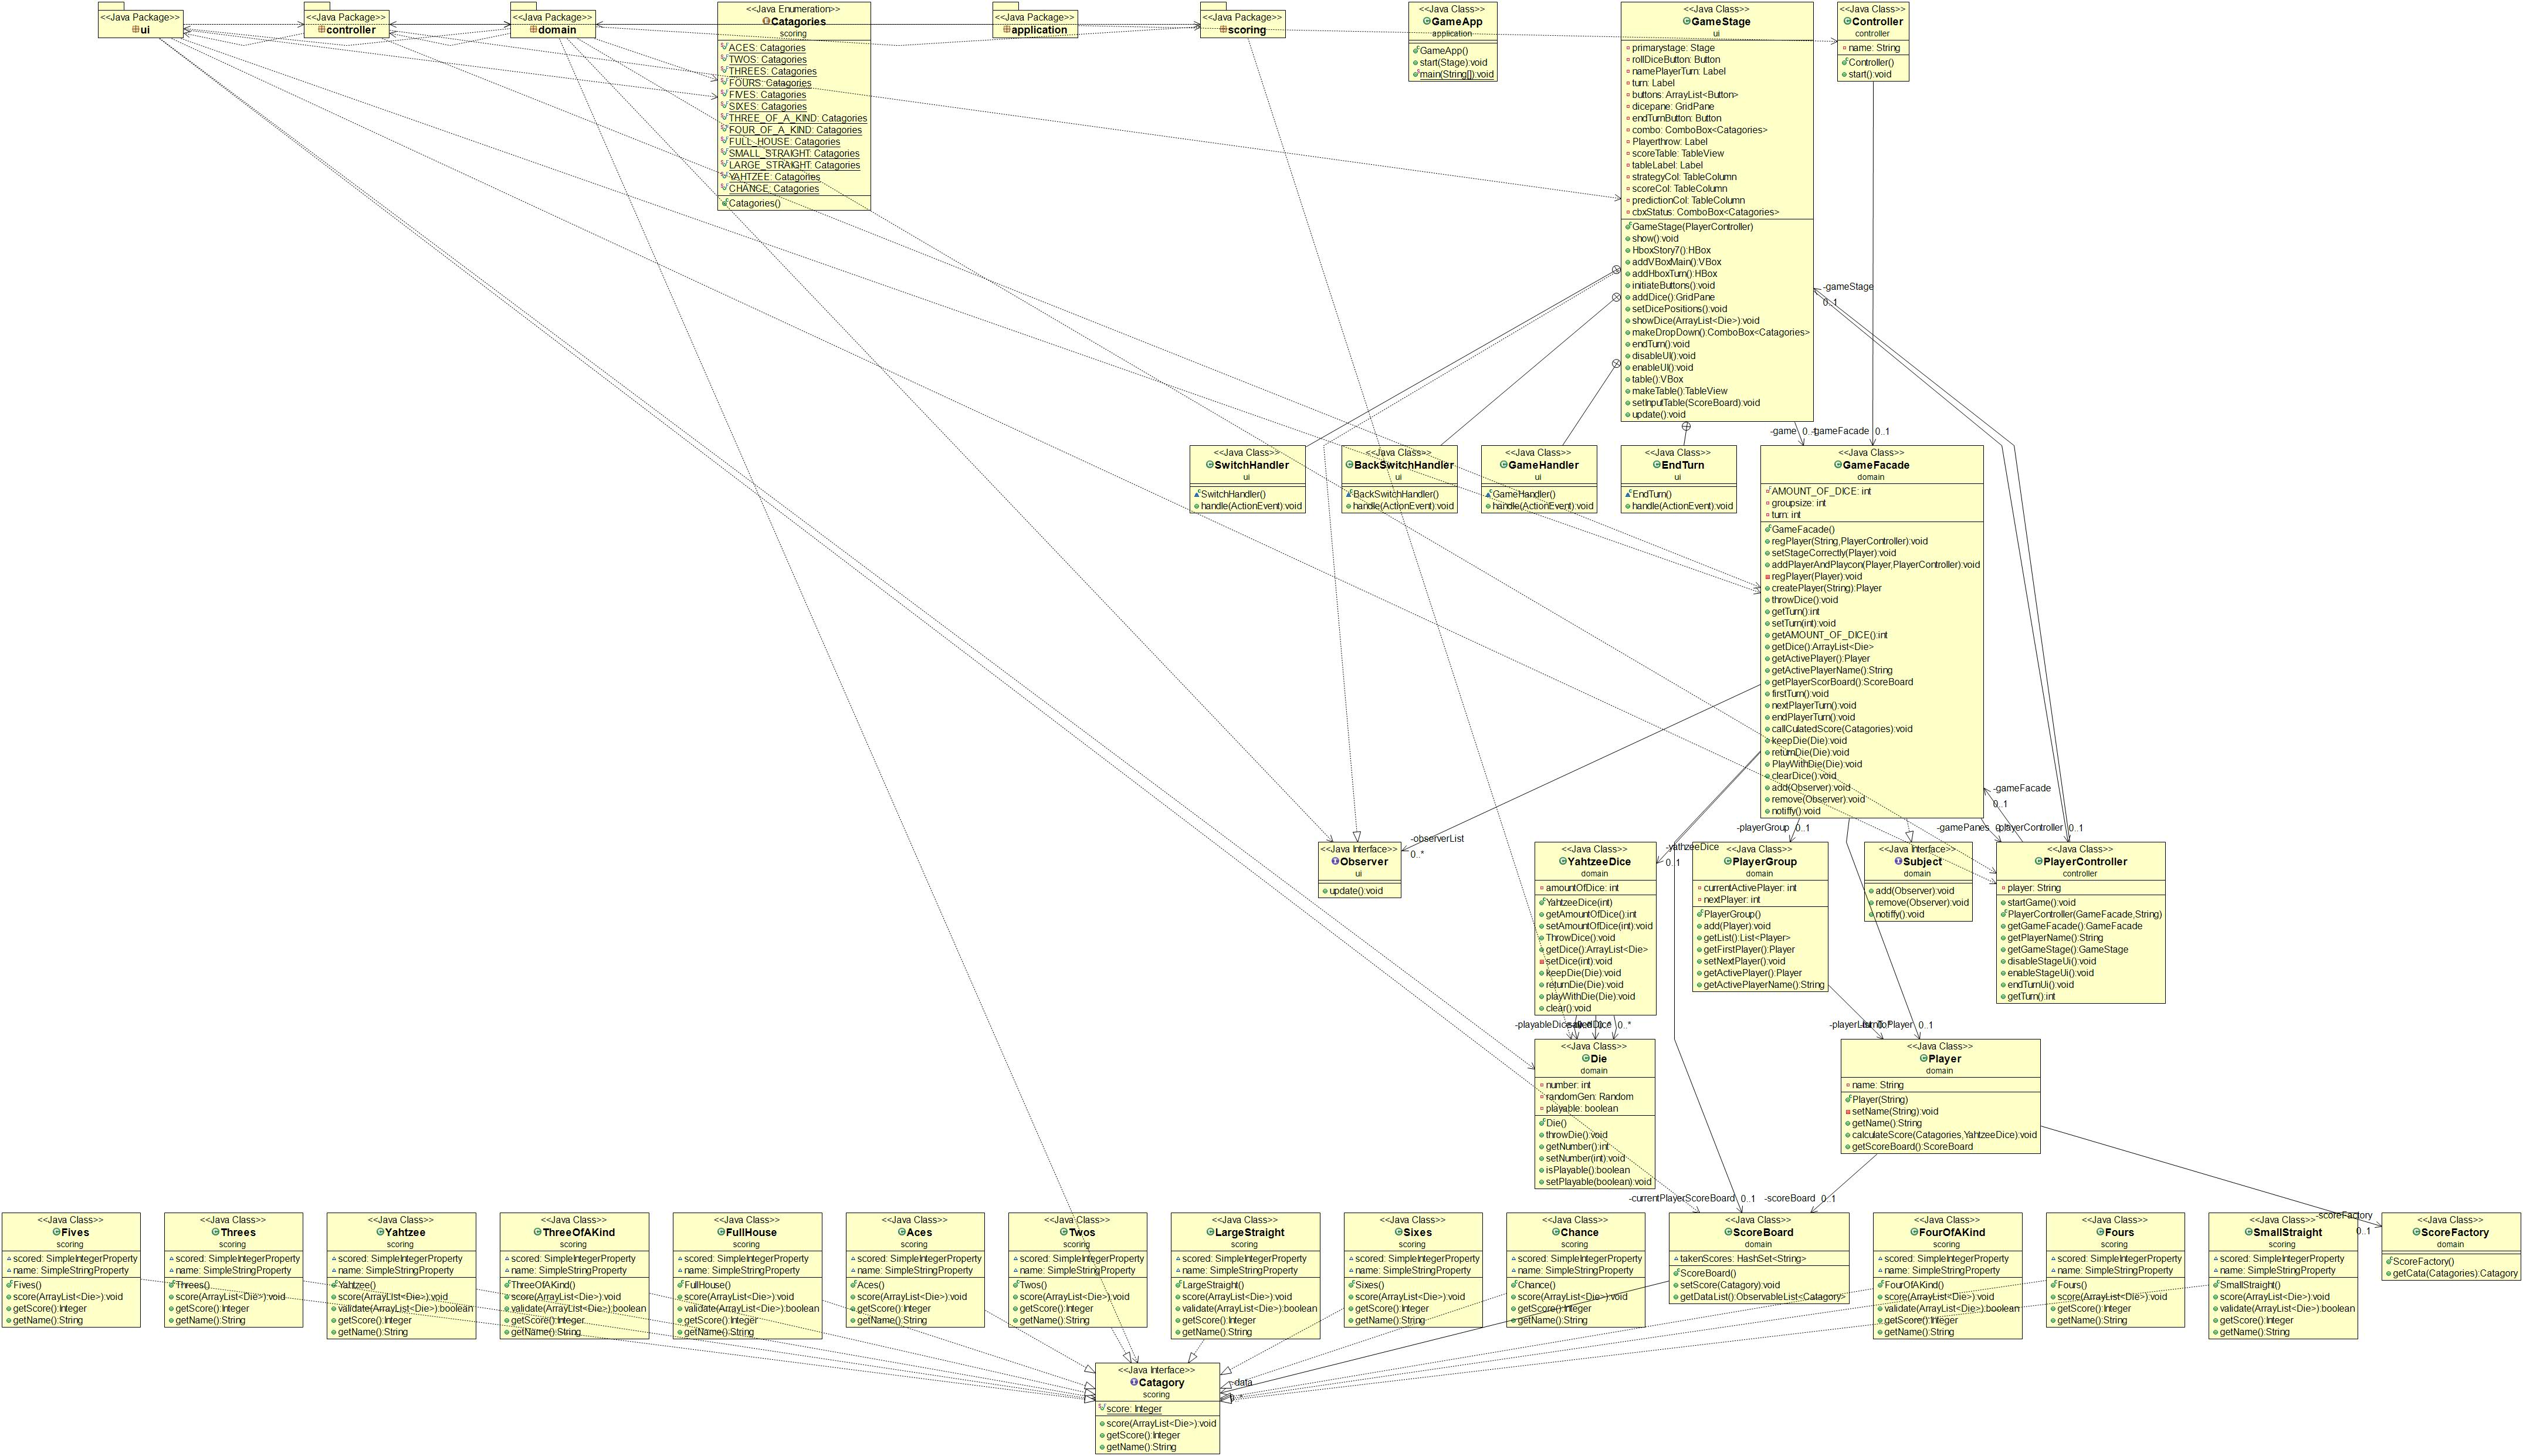 <<Java Package>>
ui
<<Java Package>>
controller
<<Java Package>>
domain
<<Java Enumeration>>
Catagories
scoring
ACES: Catagories
TWOS: Catagories
THREES: Catagories
FOURS: Catagories
FIVES: Catagories
SIXES: Catagories
THREE_OF_A_KIND: Catagories
FOUR_OF_A_KIND: Catagories
FULL_HOUSE: Catagories
SMALL_STRAIGHT: Catagories
LARGE_STRAIGHT: Catagories
YAHTZEE: Catagories
CHANCE: Catagories
Catagories()
<<Java Package>>
application
<<Java Package>>
scoring
<<Java Class>>
GameApp
application
GameApp()
start(Stage):void
main(String[]):void
<<Java Class>>
GameStage
ui
primarystage: Stage
rollDiceButton: Button
namePlayerTurn: Label
turn: Label
buttons: ArrayList<Button>
dicepane: GridPane
endTurnButton: Button
combo: ComboBox<Catagories>
Playerthrow: Label
scoreTable: TableView
tableLabel: Label
strategyCol: TableColumn
scoreCol: TableColumn
predictionCol: TableColumn
cbxStatus: ComboBox<Catagories>
GameStage(PlayerController)
show():void
HboxStory7():HBox
addVBoxMain():VBox
addHboxTurn():HBox
initiateButtons():void
addDice():GridPane
setDicePositions():void
showDice(ArrayList<Die>):void
makeDropDown():ComboBox<Catagories>
endTurn():void
disableUI():void
enableUI():void
table():VBox
makeTable():TableView
setInputTable(ScoreBoard):void
update():void
<<Java Class>>
Controller
controller
name: String
Controller()
start():void
-gameStage
0..1
-game
-gameFacade
0..1
<<Java Class>>
SwitchHandler
ui
SwitchHandler()
handle(ActionEvent):void
<<Java Class>>
BackSwitchHandler
ui
BackSwitchHandler()
handle(ActionEvent):void
<<Java Class>>
GameHandler
ui
GameHandler()
handle(ActionEvent):void
<<Java Class>>
EndTurn
ui
EndTurn()
handle(ActionEvent):void
<<Java Class>>
GameFacade
domain
AMOUNT_OF_DICE: int
groupsize: int
turn: int
GameFacade()
regPlayer(String,PlayerController):void
setStageCorrectly(Player):void
addPlayerAndPlaycon(Player,PlayerController):void
regPlayer(Player):void
createPlayer(String):Player
throwDice():void
getTurn():int
setTurn(int):void
getAMOUNT_OF_DICE():int
getDice():ArrayList<Die>
getActivePlayer():Player
getActivePlayerName():String
getPlayerScorBoard():ScoreBoard
firstTurn():void
nextPlayerTurn():void
endPlayerTurn():void
callCulatedScore(Catagories):void
keepDie(Die):void
returnDie(Die):void
PlayWithDie(Die):void
clearDice():void
add(Observer):void
remove(Observer):void
notiffy():void
-gameFacade
0..1
-observerList
0..*
-yahtzeeDice
0..1
-playerGroup
0..1
-gamePanes
-playerController
0..1
<<Java Interface>>
Observer
ui
update():void
<<Java Class>>
YahtzeeDice
domain
amountOfDice: int
YahtzeeDice(int)
getAmountOfDice():int
setAmountOfDice(int):void
ThrowDice():void
getDice():ArrayList<Die>
setDice(int):void
keepDie(Die):void
returnDie(Die):void
playWithDie(Die):void
clear():void
<<Java Class>>
PlayerGroup
domain
currentActivePlayer: int
nextPlayer: int
PlayerGroup()
add(Player):void
getList():List<Player>
getFirstPlayer():Player
setNextPlayer():void
getActivePlayer():Player
getActivePlayerName():String
<<Java Interface>>
Subject
domain
add(Observer):void
remove(Observer):void
notiffy():void
<<Java Class>>
PlayerController
controller
player: String
startGame():void
PlayerController(GameFacade,String)
getGameFacade():GameFacade
getPlayerName():String
getGameStage():GameStage
disableStageUi():void
enableStageUi():void
endTurnUi():void
getTurn():int
-playableDice
0..*
0..1
<<Java Class>>
Die
domain
number: int
randomGen: Random
playable: boolean
Die()
throwDie():void
getNumber():int
setNumber(int):void
isPlayable():boolean
setPlayable(boolean):void
<<Java Class>>
Player
domain
name: String
Player(String)
setName(String):void
getName():String
calculateScore(Catagories,YahtzeeDice):void
getScoreBoard():ScoreBoard
-currentPlayerScoreBoard
0..1
-scoreBoard
0..1
-scoreFactory
0..1
<<Java Class>>
Fives
scoring
scored: SimpleIntegerProperty
name: SimpleStringProperty
Fives()
score(ArrayList<Die>):void
getScore():Integer
getName():String
<<Java Class>>
Threes
scoring
scored: SimpleIntegerProperty
name: SimpleStringProperty
Threes()
score(ArrayList<Die>):void
getScore():Integer
getName():String
<<Java Class>>
Yahtzee
scoring
scored: SimpleIntegerProperty
name: SimpleStringProperty
Yahtzee()
score(ArrayList<Die>):void
validate(ArrayList<Die>):boolean
getScore():Integer
getName():String
<<Java Class>>
ThreeOfAKind
scoring
scored: SimpleIntegerProperty
name: SimpleStringProperty
ThreeOfAKind()
score(ArrayList<Die>):void
validate(ArrayList<Die>):boolean
getScore():Integer
getName():String
<<Java Class>>
FullHouse
scoring
scored: SimpleIntegerProperty
name: SimpleStringProperty
FullHouse()
score(ArrayList<Die>):void
validate(ArrayList<Die>):boolean
getScore():Integer
getName():String
<<Java Class>>
Aces
scoring
scored: SimpleIntegerProperty
name: SimpleStringProperty
Aces()
score(ArrayList<Die>):void
getScore():Integer
getName():String
<<Java Class>>
Twos
scoring
scored: SimpleIntegerProperty
name: SimpleStringProperty
Twos()
score(ArrayList<Die>):void
getScore():Integer
getName():String
<<Java Class>>
LargeStraight
scoring
scored: SimpleIntegerProperty
name: SimpleStringProperty
LargeStraight()
score(ArrayList<Die>):void
validate(ArrayList<Die>):boolean
getScore():Integer
getName():String
<<Java Class>>
Sixes
scoring
scored: SimpleIntegerProperty
name: SimpleStringProperty
Sixes()
score(ArrayList<Die>):void
getScore():Integer
getName():String
<<Java Class>>
Chance
scoring
scored: SimpleIntegerProperty
name: SimpleStringProperty
Chance()
score(ArrayList<Die>):void
getScore():Integer
getName():String
<<Java Class>>
ScoreBoard
domain
takenScores: HashSet<String>
ScoreBoard()
setScore(Catagory):void
getDataList():ObservableList<Catagory>
<<Java Class>>
FourOfAKind
scoring
scored: SimpleIntegerProperty
name: SimpleStringProperty
FourOfAKind()
score(ArrayList<Die>):void
validate(ArrayList<Die>):boolean
getScore():Integer
getName():String
<<Java Class>>
Fours
scoring
scored: SimpleIntegerProperty
name: SimpleStringProperty
Fours()
score(ArrayList<Die>):void
getScore():Integer
getName():String
<<Java Class>>
SmallStraight
scoring
scored: SimpleIntegerProperty
name: SimpleStringProperty
SmallStraight()
score(ArrayList<Die>):void
validate(ArrayList<Die>):boolean
getScore():Integer
getName():String
<<Java Class>>
ScoreFactory
domain
ScoreFactory()
getCata(Catagories):Catagory
<<Java Interface>>
Catagory
scoring
score: Integer
score(ArrayList<Die>):void
getScore():Integer
getName():String
-data
0..*